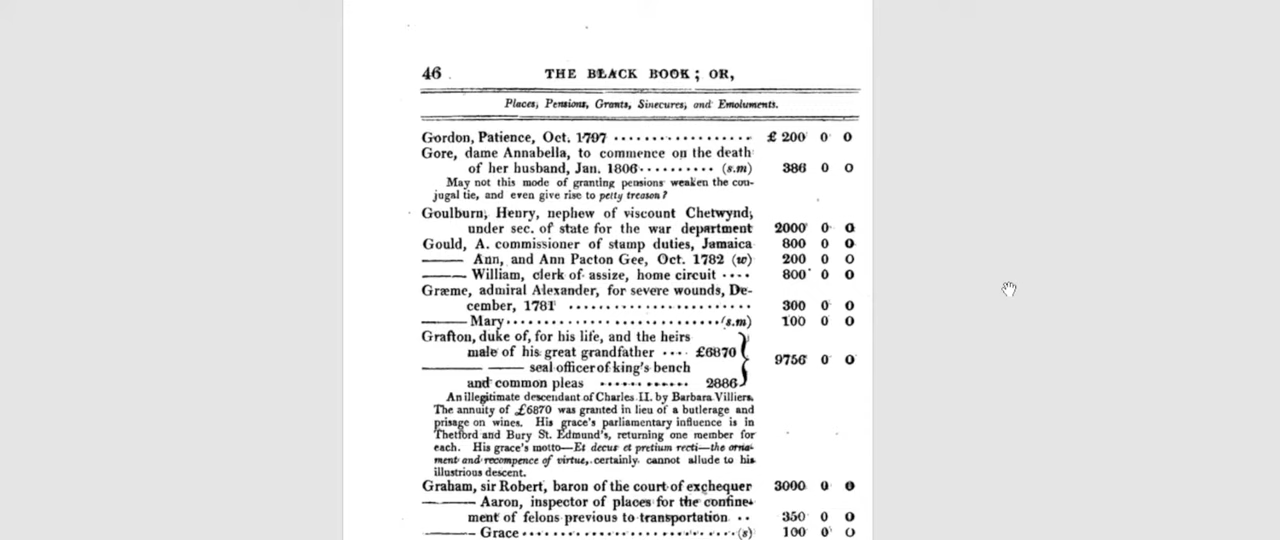 46 THE BLACK BOOK; OR,
Places, Pensions, Grants, Sinecures, and Emoluments.
Gordon, Patience, Oct. 1797 .................. £ 200 0 0
Gore, dame Annabella, to commence on the death
of her husband, Jan. 1806.......... (s.m) 386 0 0
May not this mode of granting pensions weaken the con-
jugal tie, and even give rise to petty treason?
Goulburn, Henry, nephew of viscount Chetwynd,
under sec. of state for the war department 2000 0 0
Gould, A. commissioner of stamp duties, Jamaica 800 0 0
—— Ann, and Ann Pacton Gee, Oct. 1782 (w) 200 0 0
—— William, clerk of assize, home circuit .... 800 0 0
Græme, admiral Alexander, for severe wounds, De-
cember, 1781 ........................ 300 0 0
—— Mary................................(s.m) 100 0 0
Grafton, duke of, for his life, and the heirs
male of his great grandfather .... £6870
9756 0 0
—— —— seal officer of king's bench
and common pleas ............ 2886
An illegitimate descendant of Charles II. by Barbara Villiers.
The annuity of £6870 was granted in lieu of a butlerage and
prisage on wines. His grace's parliamentary influence is in
Thetford and Bury St. Edmund's, returning one member for
each. His grace's motto—Et decus et pretium recti—the orna-
ment and recompence of virtue, certainly cannot allude to his
illustrious descent.
Graham, sir Robert, baron of the court of exchequer 3000 0 0
—— Aaron, inspector of places for the confine-
ment of felons previous to transportation .. 350 0 0
—— Grace..............................(s) 100 0 0